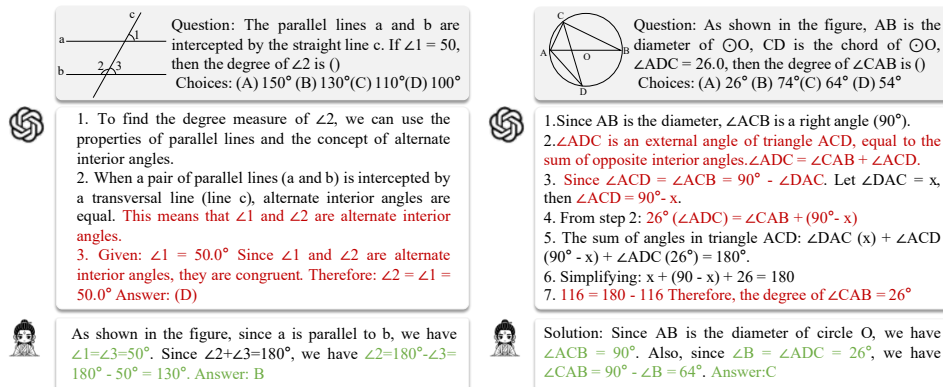 c
a
1
b
2 3
Question: The parallel lines a and b are
intercepted by the straight line c. If ∠1 = 50,
then the degree of ∠2 is ()
Choices: (A) 150° (B) 130°(C) 110°(D) 100°
1. To find the degree measure of ∠2, we can use the
properties of parallel lines and the concept of alternate
interior angles.
2. When a pair of parallel lines (a and b) is intercepted by
a transversal line (line c), alternate interior angles are
equal. This means that ∠1 and ∠2 are alternate interior
angles.
3. Given: ∠1 = 50.0° Since ∠1 and ∠2 are alternate
interior angles, they are congruent. Therefore: ∠2 = ∠1 =
50.0° Answer: (D)
As shown in the figure, since a is parallel to b, we have
∠1=∠3=50°. Since ∠2+∠3=180°, we have ∠2=180°-∠3=
180° - 50° = 130°. Answer: B
C
A
B
O
D
Question: As shown in the figure, AB is the
diameter of ⊙O, CD is the chord of ⊙O,
∠ADC = 26.0, then the degree of ∠CAB is ()
Choices: (A) 26° (B) 74°(C) 64° (D) 54°
1.Since AB is the diameter, ∠ACB is a right angle (90°).
2.∠ADC is an external angle of triangle ACD, equal to the
sum of opposite interior angles.∠ADC = ∠CAB + ∠ACD.
3. Since ∠ACD = ∠ACB = 90° - ∠DAC. Let ∠DAC = x,
then ∠ACD = 90°- x.
4. From step 2: 26° (∠ADC) = ∠CAB + (90°- x)
5. The sum of angles in triangle ACD: ∠DAC (x) + ∠ACD
(90° - x) + ∠ADC (26°) = 180°.
6. Simplifying: x + (90 - x) + 26 = 180
7. 116 = 180 - 116 Therefore, the degree of ∠CAB = 26°
Solution: Since AB is the diameter of circle O, we have
∠ACB = 90°. Also, since ∠B = ∠ADC = 26°, we have
∠CAB = 90° - ∠B = 64°. Answer:C